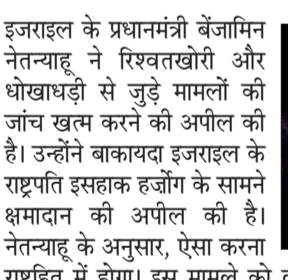 इजराइल के प्रधानमंत्री बेंजामिन
नेतन्याहू ने रिश्वतखोरी और
धोखाधड़ी से जुड़े मामलों की
जांच खत्म करने की अपील की
है। उन्होंने बाकायदा इजराइल के
राष्ट्रपति इसहाक हर्जोग के सामने
क्षमादान की अपील की है।
नेतन्याहू के अनुसार, ऐसा करना
राष्ट्रहित में होगा। इस मामले को